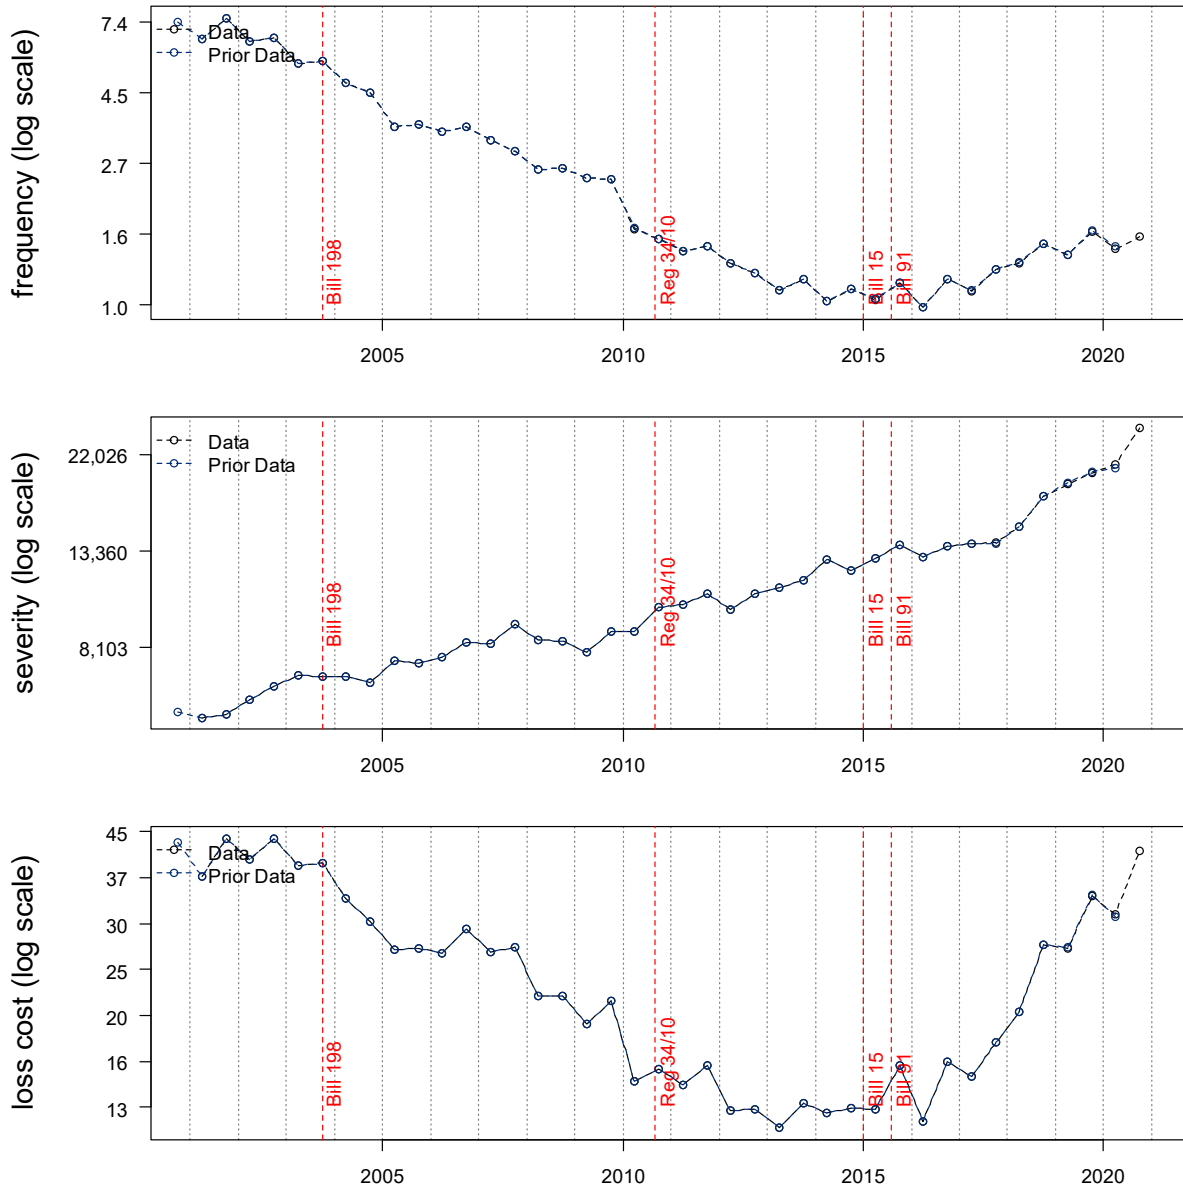 frequency (log scale)
7.4
4.5
2.7
1.6
1.0
Data
Prior Data
Bill 198
Reg 34/10
Bill 15
Bill 91
2005
2010
2015
2020
severity (log scale)
22,026
13,360
8,103
Data
Prior Data
Bill 198
Reg 34/10
Bill 15
Bill 91
2005
2010
2015
2020
loss cost (log scale)
45
37
30
25
20
16
13
Data
Prior Data
Bill 198
Reg 34/10
Bill 15
Bill 91
2005
2010
2015
2020